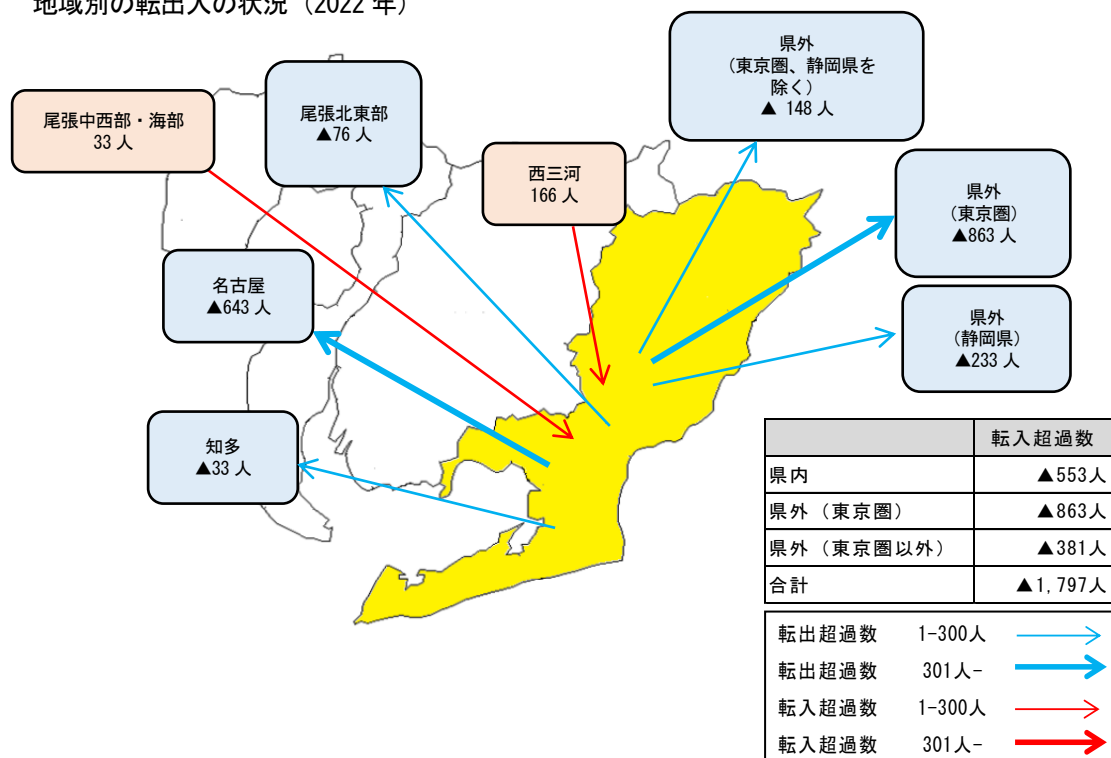 地域別の転出入の状況（2022 年）
県外
（東京圏、静岡県を
除く）
▲ 148 人
尾張中西部・海部
33 人
尾張北東部
▲76 人
西三河
166 人
県外
（東京圏）
▲863 人
名古屋
▲643 人
県外
（静岡県）
▲233 人
知多
▲33 人
転入超過数
県内 ▲553人
県外（東京圏） ▲863人
県外（東京圏以外） ▲381人
合計 ▲1,797人
転出超過数 1-300人
転出超過数 301人-
転入超過数 1-300人
転入超過数 301人-